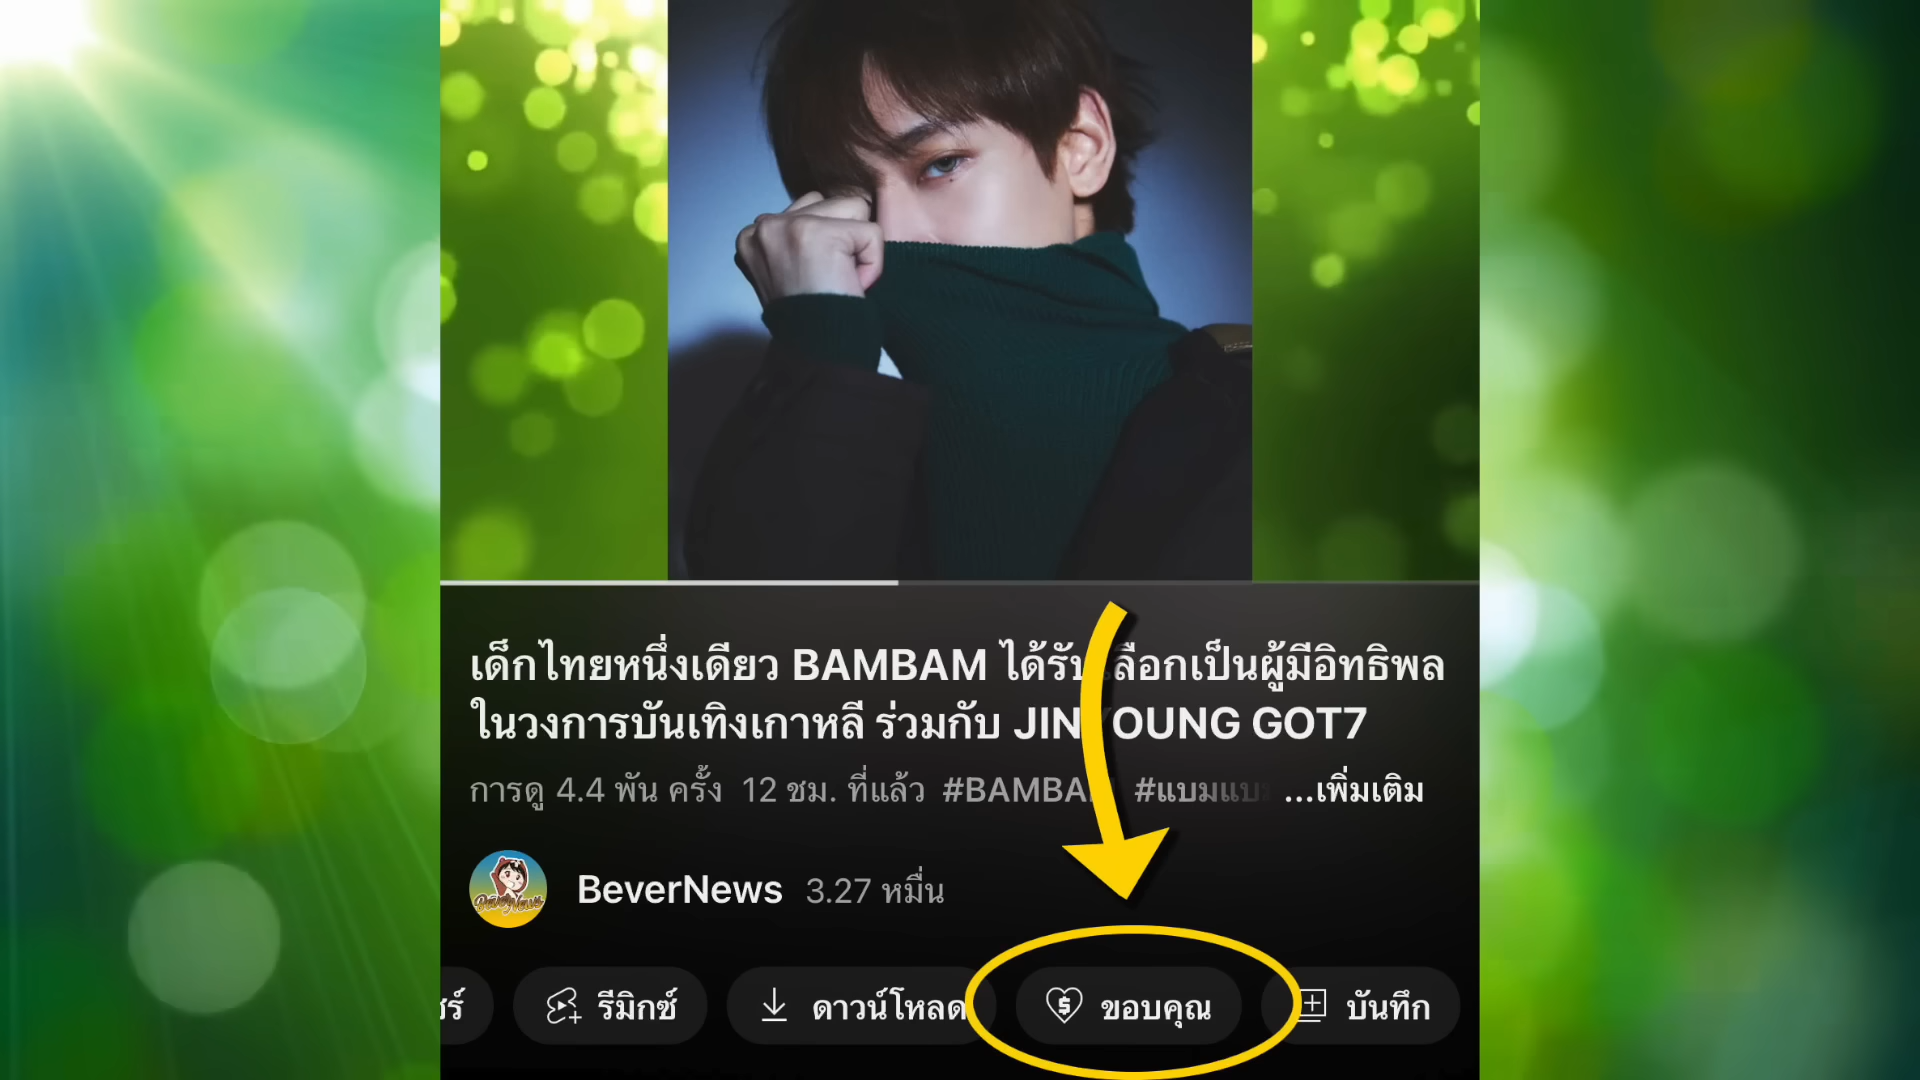 เด็กไทยหนึ่งเดียว BAMBAM ได้รับเลือกเป็นผู้มีอิทธิพล
ในวงการบันเทิงเกาหลี ร่วมกับ JINYOUNG GOT7
การดู 4.4 พัน ครั้ง 12 ชม. ที่แล้ว #BAMBAM #แบมแบม ...เพิ่มเติม
BeverNews
BeverNews 3.27 หมื่น
รีมิกซ์ ดาวน์โหลด ขอบคุณ บันทึก